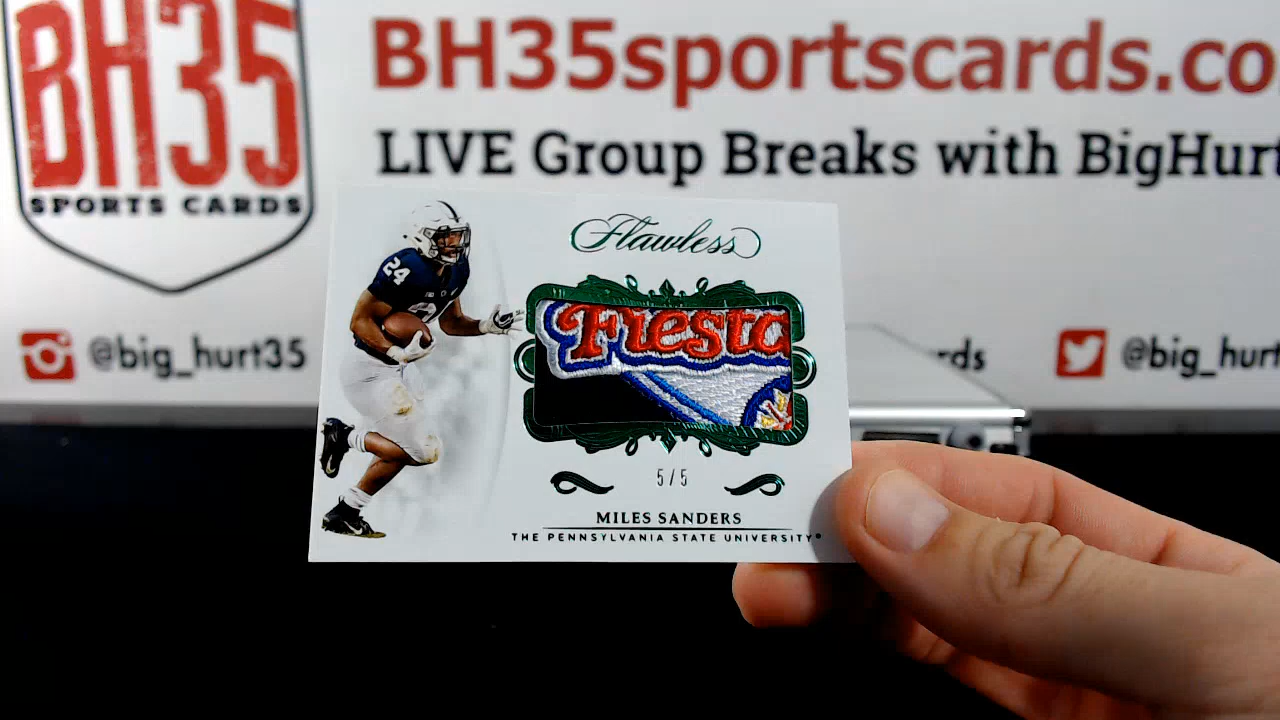 BH35
SPORTS CARDS
BH35sportscards.co
LIVE Group Breaks with BigHurt
@big_hurt35
rds
@big_hurt
24
Flawless
Fiesta
5/5
MILES SANDERS
THE PENNSYLVANIA STATE UNIVERSITY®